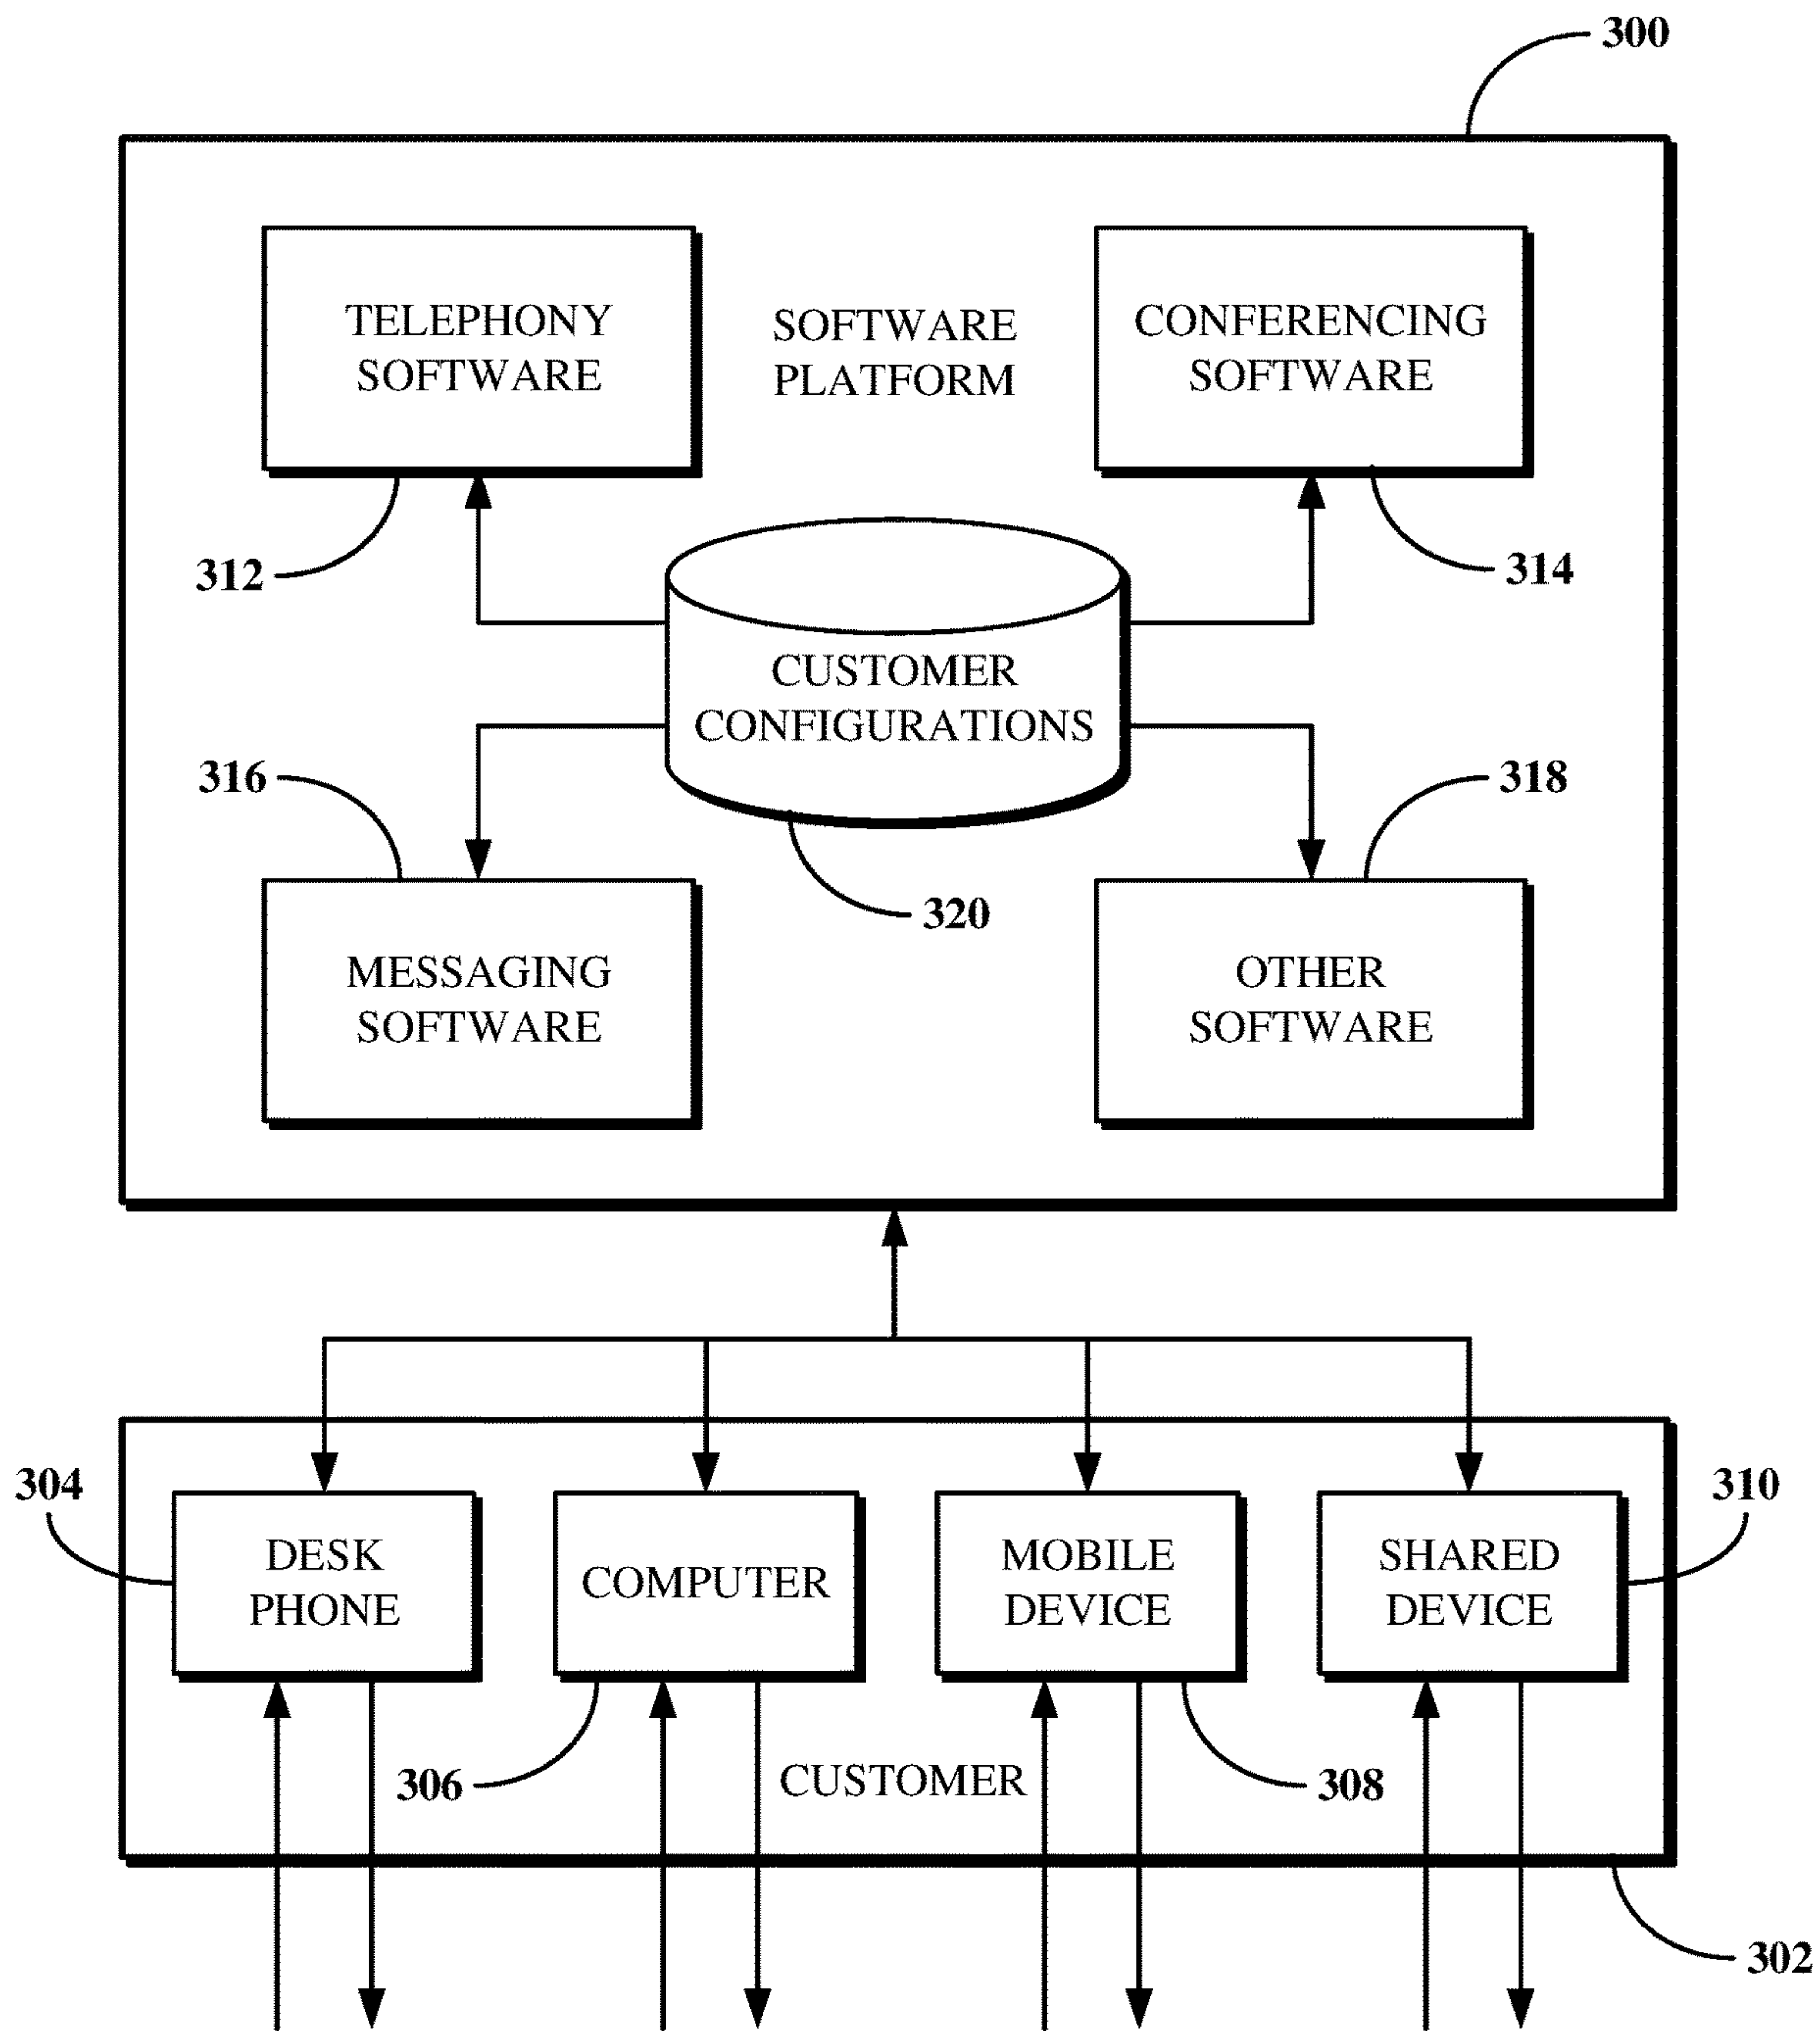 300
TELEPHONY
SOFTWARE
SOFTWARE
PLATFORM
CONFERENCING
SOFTWARE
312
314
CUSTOMER
CONFIGURATIONS
316
318
320
MESSAGING
SOFTWARE
OTHER
SOFTWARE
304
310
DESK
PHONE
COMPUTER
MOBILE
DEVICE
SHARED
DEVICE
306
CUSTOMER
308
302